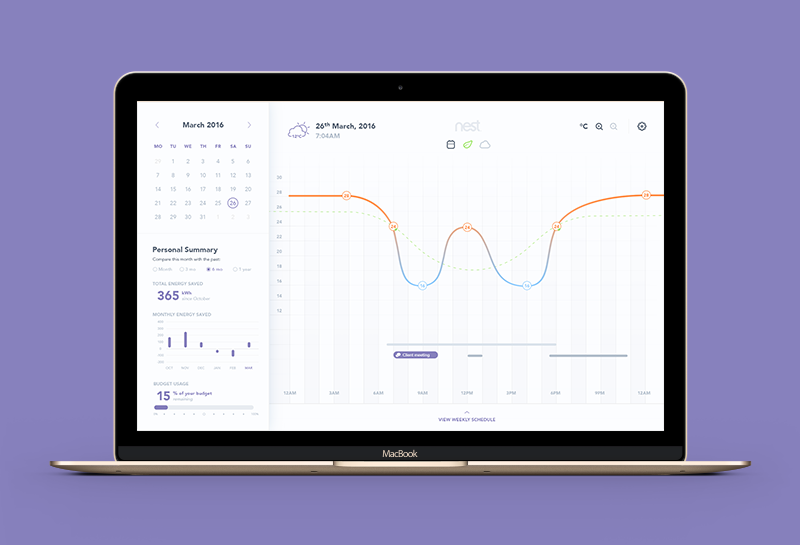 March 2016
MO TU WE TH FR SA SU
29 1 2 3 4 5 6
7 8 9 10 11 12 13
14 15 16 17 18 19 20
21 22 23 24 25 26 27
28 29 30 31 1 2 3
Personal Summary
Compare this month with the past:
Month 3 mo 6 mo 1 year
TOTAL ENERGY SAVED
365 kWh
since October
MONTHLY ENERGY SAVED
OCT NOV DEC JAN FEB MAR
BUDGET USAGE
15 % of your budget
remaining
12°C
26th March, 2016
7:04AM
nest
°C
30
28
26
24
22
20
18
16
14
12
28 24 16 24 16 24 28
Client meeting
12AM 3AM 6AM 9AM 12PM 3PM 6PM 9PM 12AM
VIEW WEEKLY SCHEDULE
MacBook